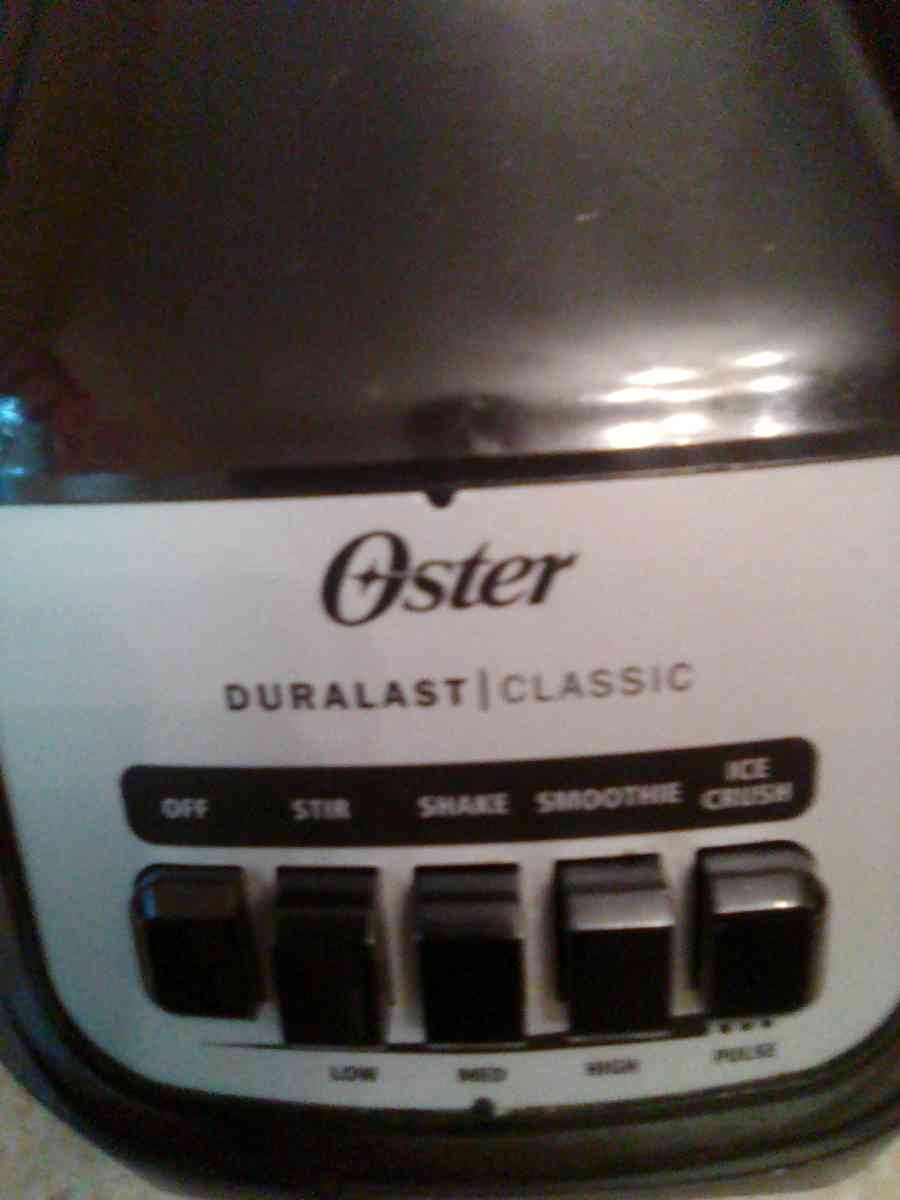 Oster
DURALAST|CLASSIC
OFF STIR SHAKE SMOOTHIE ICE CRUSH
LOW MED HIGH PULSE